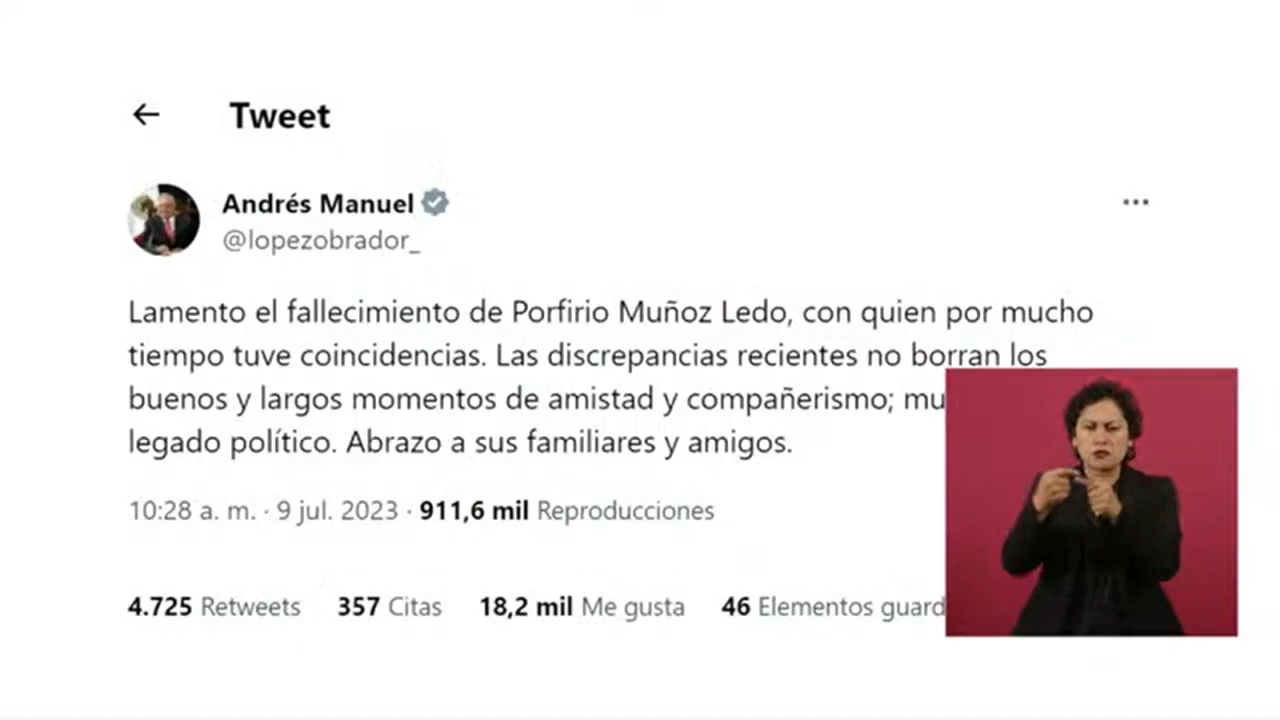 Tweet
Andrés Manuel
@lopezobrador_
Lamento el fallecimiento de Porfirio Muñoz Ledo, con quien por mucho
tiempo tuve coincidencias. Las discrepancias recientes no borran los
buenos y largos momentos de amistad y compañerismo;
legado político. Abrazo a sus familiares y amigos.
10:28 a. m. · 9 jul. 2023 · 911,6 mil Reproducciones
4.725 Retweets 357 Citas 18,2 mil Me gusta 46 Elementos